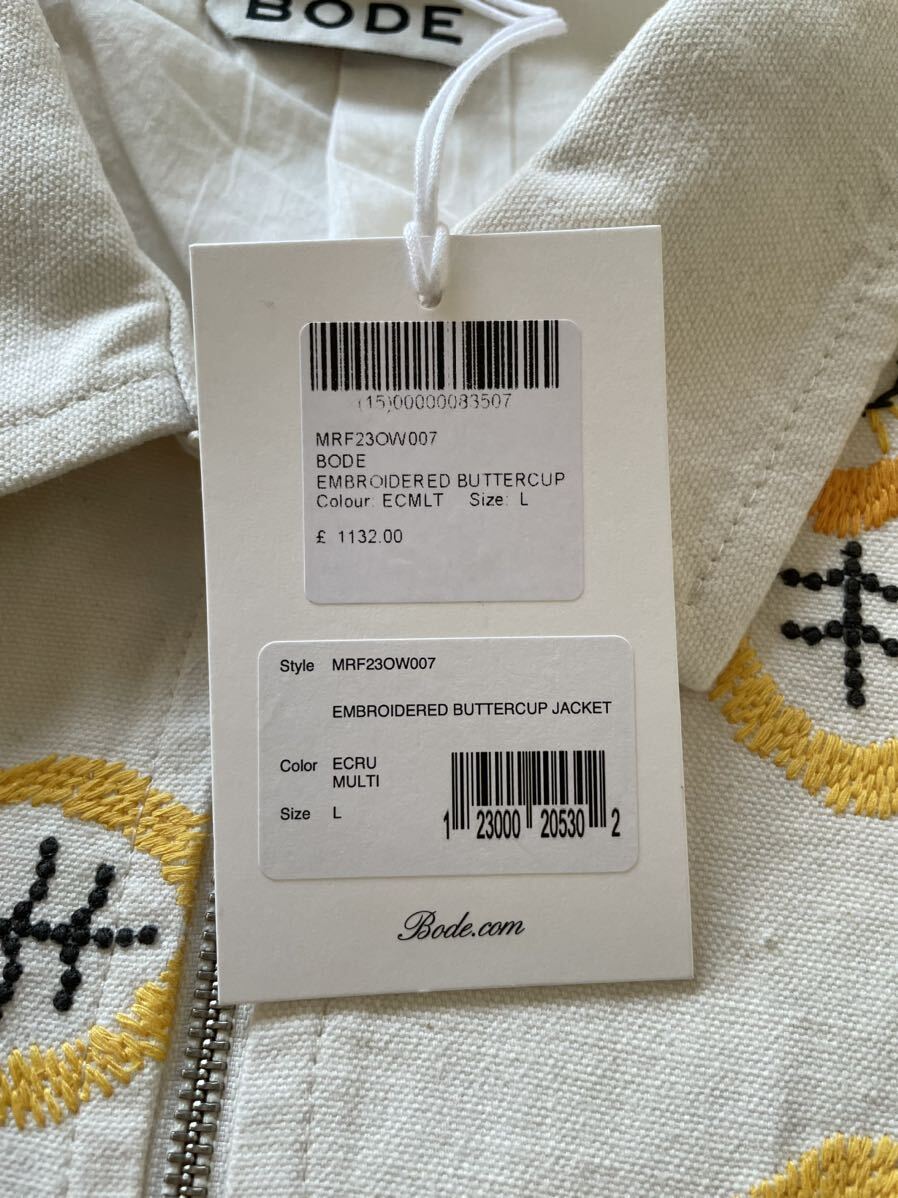 BODE
(15)00000083507
MRF23OW007
BODE
EMBROIDERED BUTTERCUP
Colour: ECMLT Size: L
£ 1132.00
Style MRF23OW007
EMBROIDERED BUTTERCUP JACKET
Color ECRU
MULTI
Size L
1 23000 20530 2
Bode.com